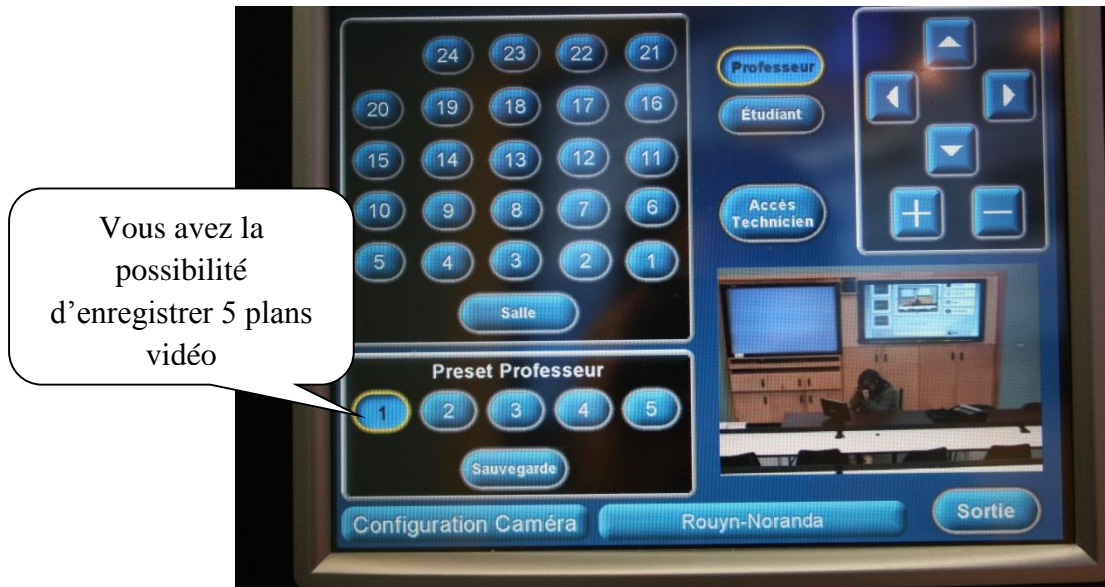 24 23 22 21
20 19 18 17 16
15 14 13 12 11
10 9 8 7 6
5 4 3 2 1
Salle
Professeur
Étudiant
Accès
Technicien
Vous avez la
possibilité
d’enregistrer 5 plans
vidéo
Preset Professeur
1 2 3 4 5
Sauvegarde
Configuration Caméra
Rouyn-Noranda
Sortie